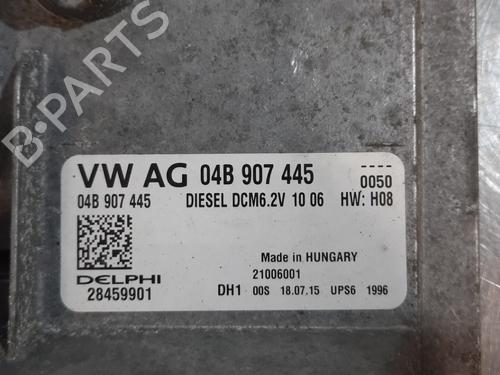 B-PARTS
VW AG 04B 907 445 ----
0050
04B 907 445 DIESEL DCM6.2V 10 06 HW: H08
Made in HUNGARY
21006001
DELPHI
28459901 DH1 00S 18.07.15 UPS6 1996